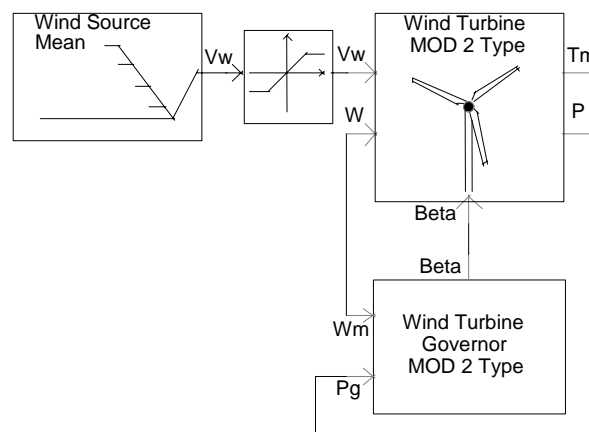 Wind Source
Mean
Vw
Vw
Wind Turbine
MOD 2 Type
Tm
W
P
Beta
Beta
Wm
Wind Turbine
Governor
MOD 2 Type
Pg